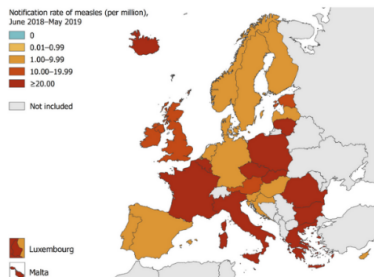 Notification rate of measles (per million),
June 2018–May 2019
0
0.01–0.99
1.00–9.99
10.00–19.99
≥20.00
Not included
Luxembourg
Malta